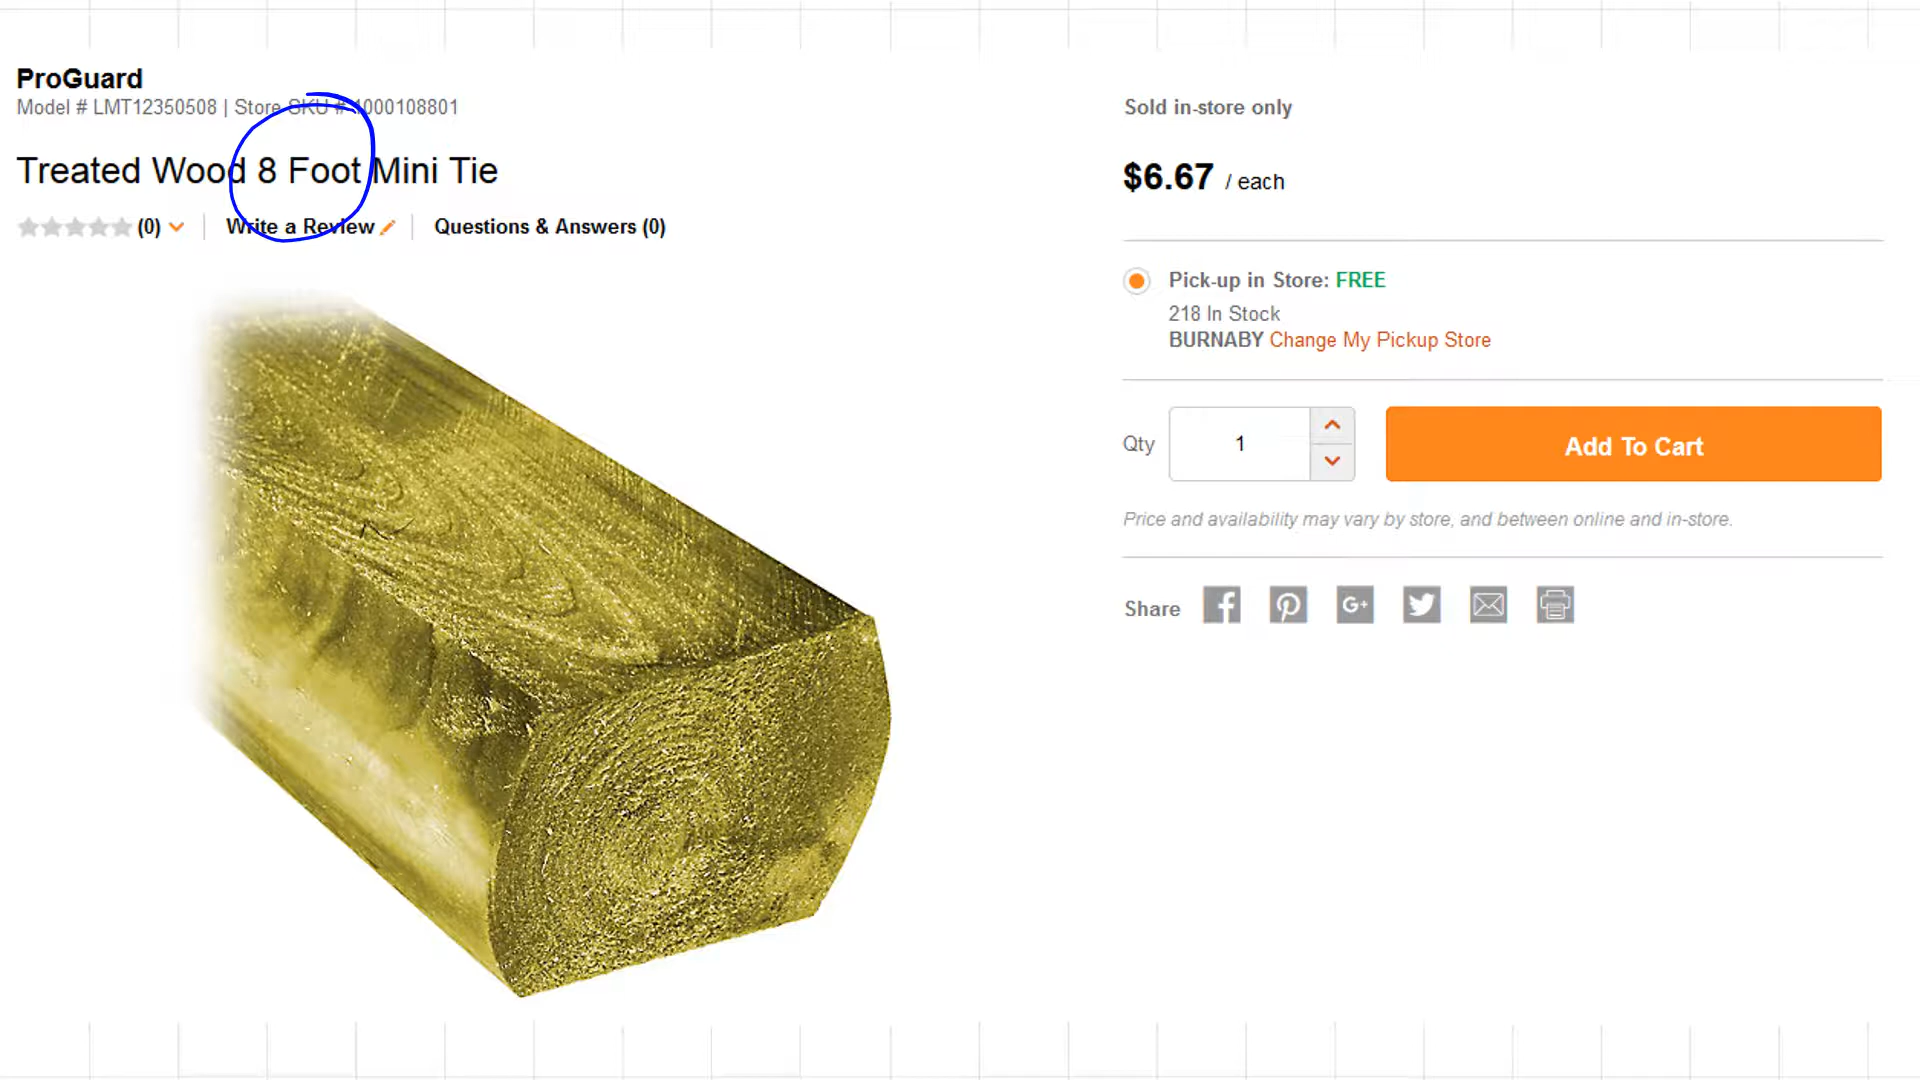 ProGuard
Model # LMT12350508 | Store SKU # 1000108801
Treated Wood 8 Foot Mini Tie
(0) | Write a Review | Questions & Answers (0)
Sold in-store only
$6.67 / each
Pick-up in Store: FREE
218 In Stock
BURNABY Change My Pickup Store
Qty 1 Add To Cart
Price and availability may vary by store, and between online and in-store.
Share G+